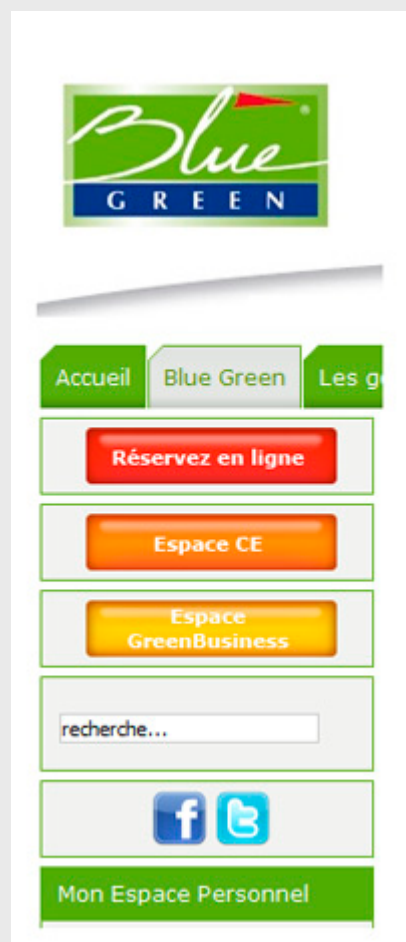 Blue
GREEN
Accueil Blue Green Les g
Réservez en ligne
Espace CE
Espace
GreenBusiness
recherche...
Mon Espace Personnel